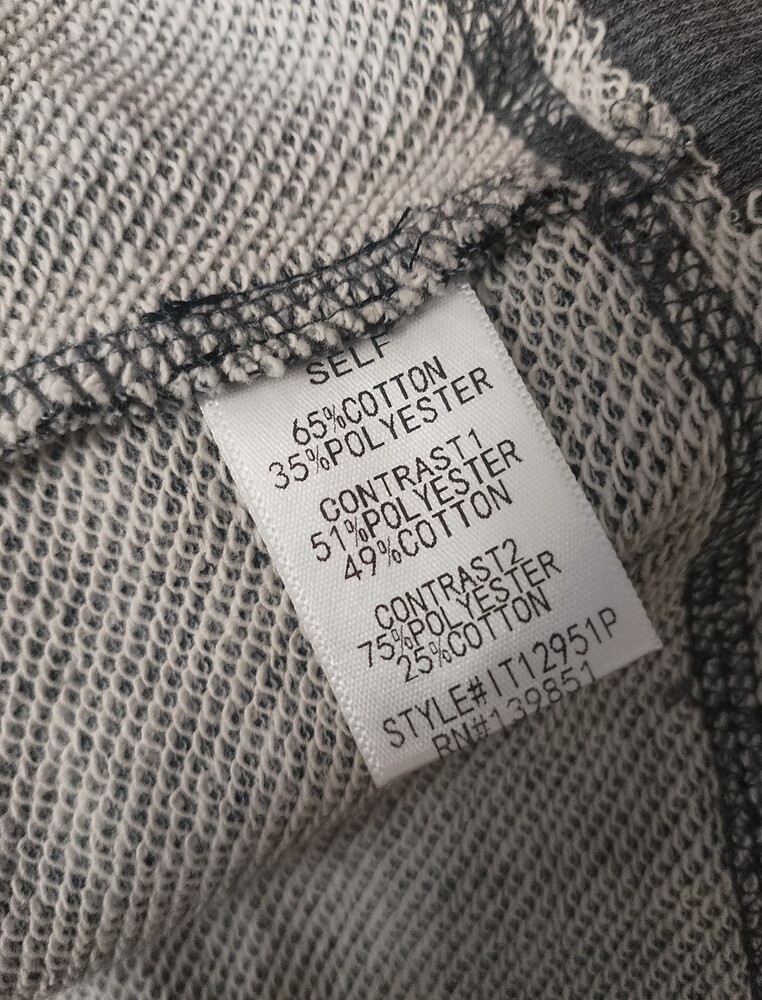 SELF
65%COTTON
35%POLYESTER
CONTRAST1
51%POLYESTER
49%COTTON
CONTRAST2
75%POLYESTER
25%COTTON
STYLE#IT12951P
RN#139851